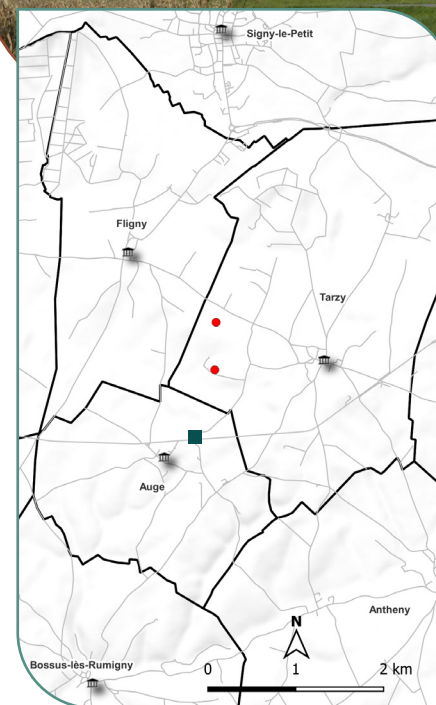 Signy-le-Petit
Fligny
Tarzy
Auge
Antheny
Bossus-lès-Rumigny
N
0 1 2 km